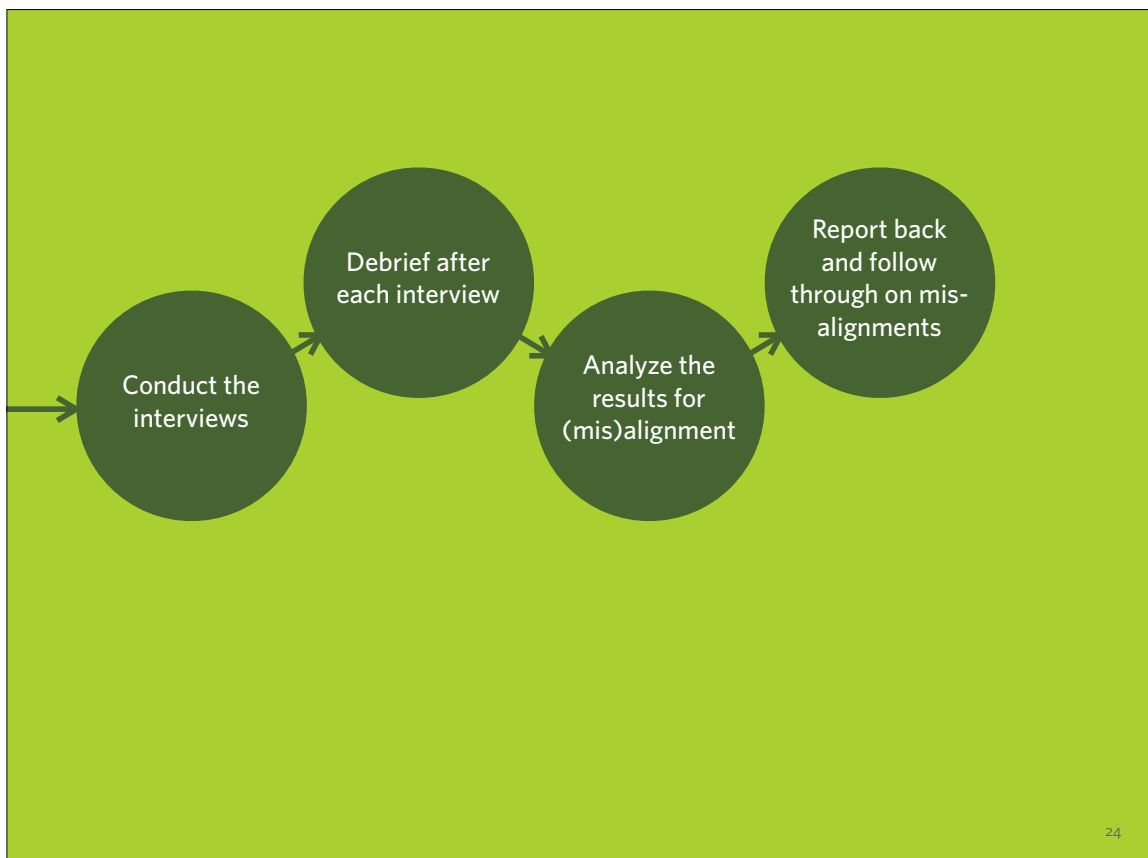 Conduct the
interviews
Debrief after
each interview
Analyze the
results for
(mis)alignment
Report back
and follow
through on mis-
alignments
24